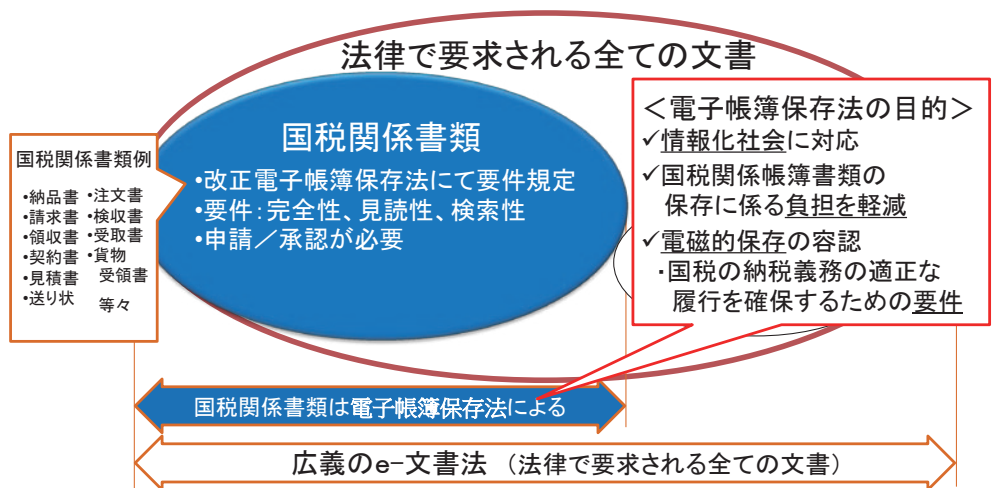 法律で要求される全ての文書
国税関係書類
•改正電子帳簿保存法にて要件規定
•要件：完全性、見読性、検索性
•申請／承認が必要
国税関係書類例
•納品書 •注文書
•請求書 •検収書
•領収書 •受取書
•契約書 •貨物
•見積書 受領書
•送り状 等々
＜電子帳簿保存法の目的＞
✓情報化社会に対応
✓国税関係帳簿書類の
保存に係る負担を軽減
✓電磁的保存の容認
・国税の納税義務の適正な
履行を確保するための要件
国税関係書類は電子帳簿保存法による
広義のe-文書法 （法律で要求される全ての文書）